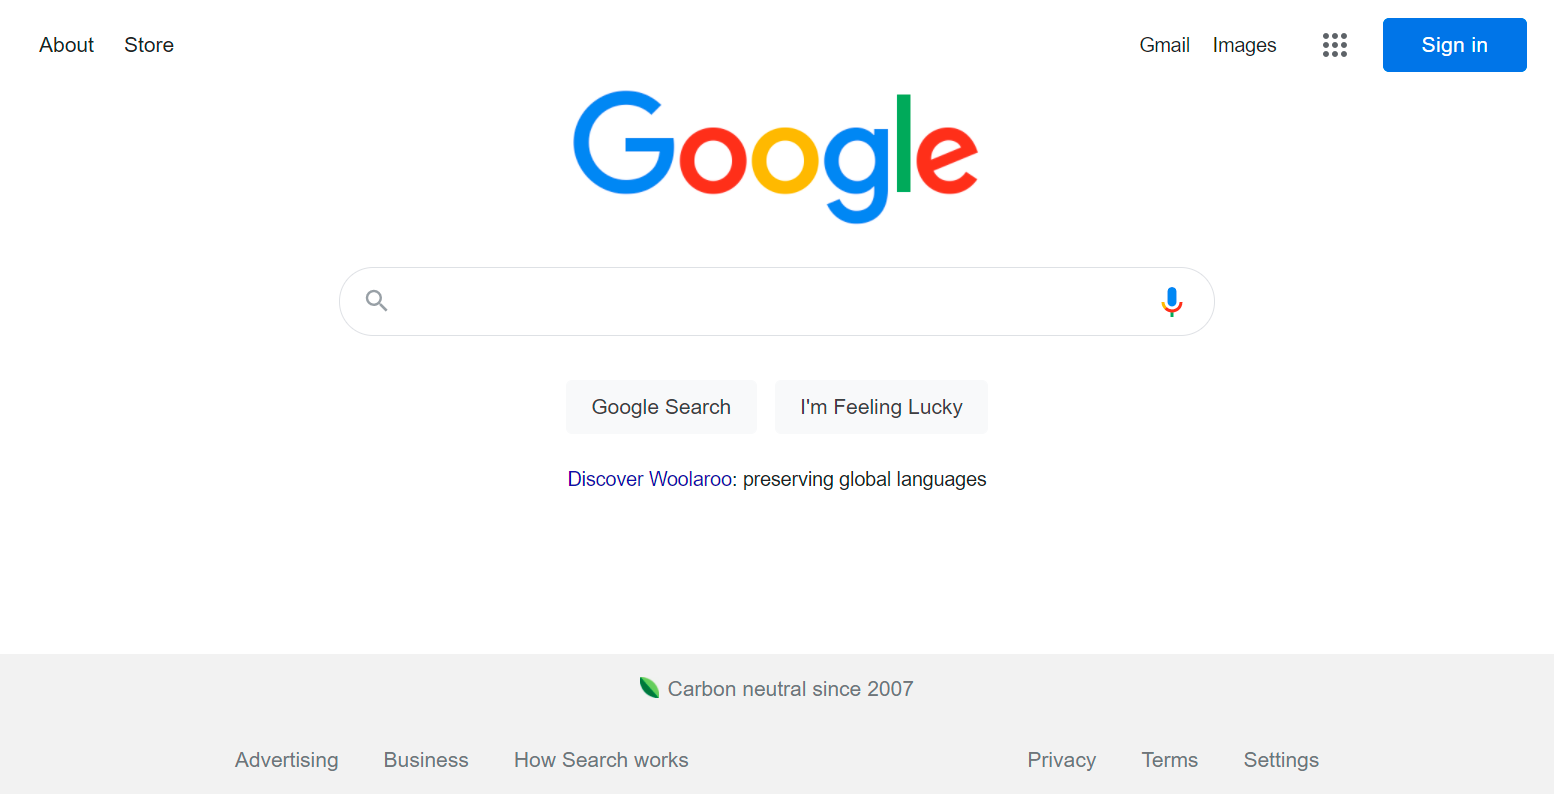 About Store Gmail Images Sign in
Google
Google Search I'm Feeling Lucky
Discover Woolaroo: preserving global languages
Carbon neutral since 2007
Advertising Business How Search works Privacy Terms Settings